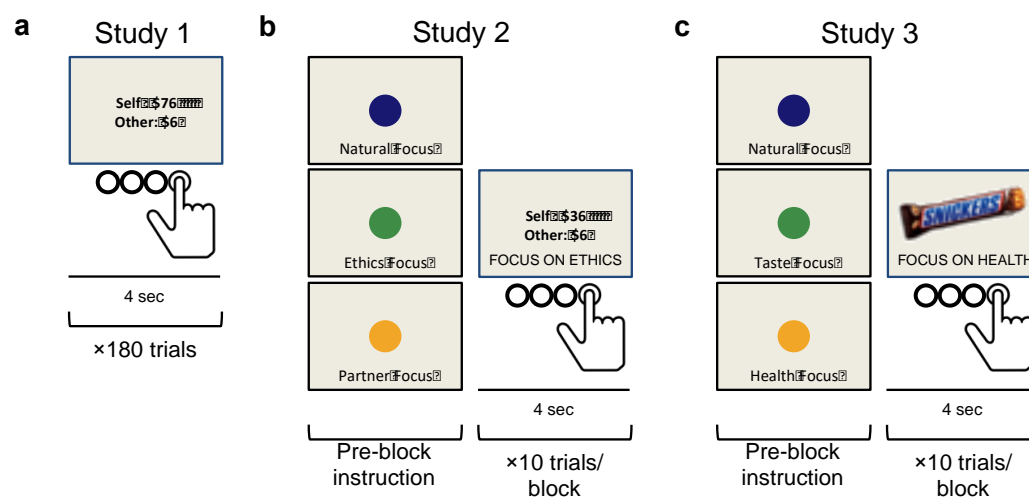 a
Study 1
Self: $76
Other: $6
4 sec
×180 trials
b
Study 2
Natural Focus
Ethics Focus
Partner Focus
Pre-block
instruction
Self: $36
Other: $6
FOCUS ON ETHICS
4 sec
×10 trials/
block
c
Study 3
Natural Focus
Taste Focus
Health Focus
Pre-block
instruction
SNICKERS
FOCUS ON HEALTH
4 sec
×10 trials/
block